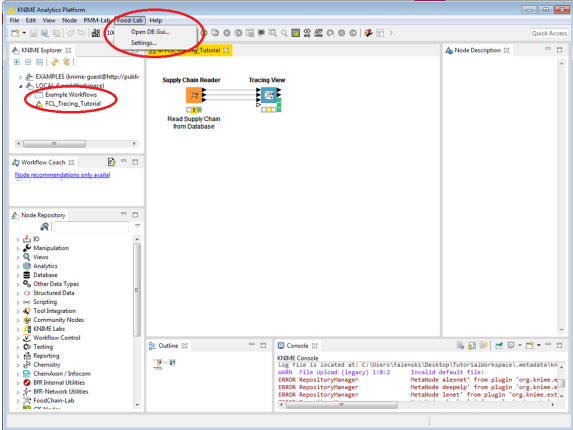 KNIME Analytics Platform
File Edit View Node PMM-Lab Food-Lab Help
Open DB Gui...
Settings...
Quick Access
KNIME Explorer
EXAMPLES (knime-guest@http://public
LOCAL (Local Workspace)
Example Workflows
FCL_Tracing_Tutorial
Workflow Coach
Node recommendations only availal
Node Repository
IO
Manipulation
Views
Analytics
Database
Other Data Types
Structured Data
Scripting
Tool Integration
Community Nodes
KNIME Labs
Workflow Control
Testing
Reporting
Chemistry
ChemAxon / Infocom
BfR Internal Utilities
BfR Network Utilities
FoodChain-Lab
Tracing_Tutorial
Supply Chain Reader
Tracing View
Read Supply Chain
from Database
Node Description
Outline
Console
KNIME Console
Log file is located at: C:\Users\faienski\Desktop\TutorialWorkspace\.metadata\kn
WARN File Upload (legacy) 1:0:2 Invalid default file:
ERROR RepositoryManager MetaNode alexnet' from plugin 'org.knime.e
ERROR RepositoryManager MetaNode deepmlp' from plugin 'org.knime.e
ERROR RepositoryManager MetaNode lenet' from plugin 'org.knime.ext